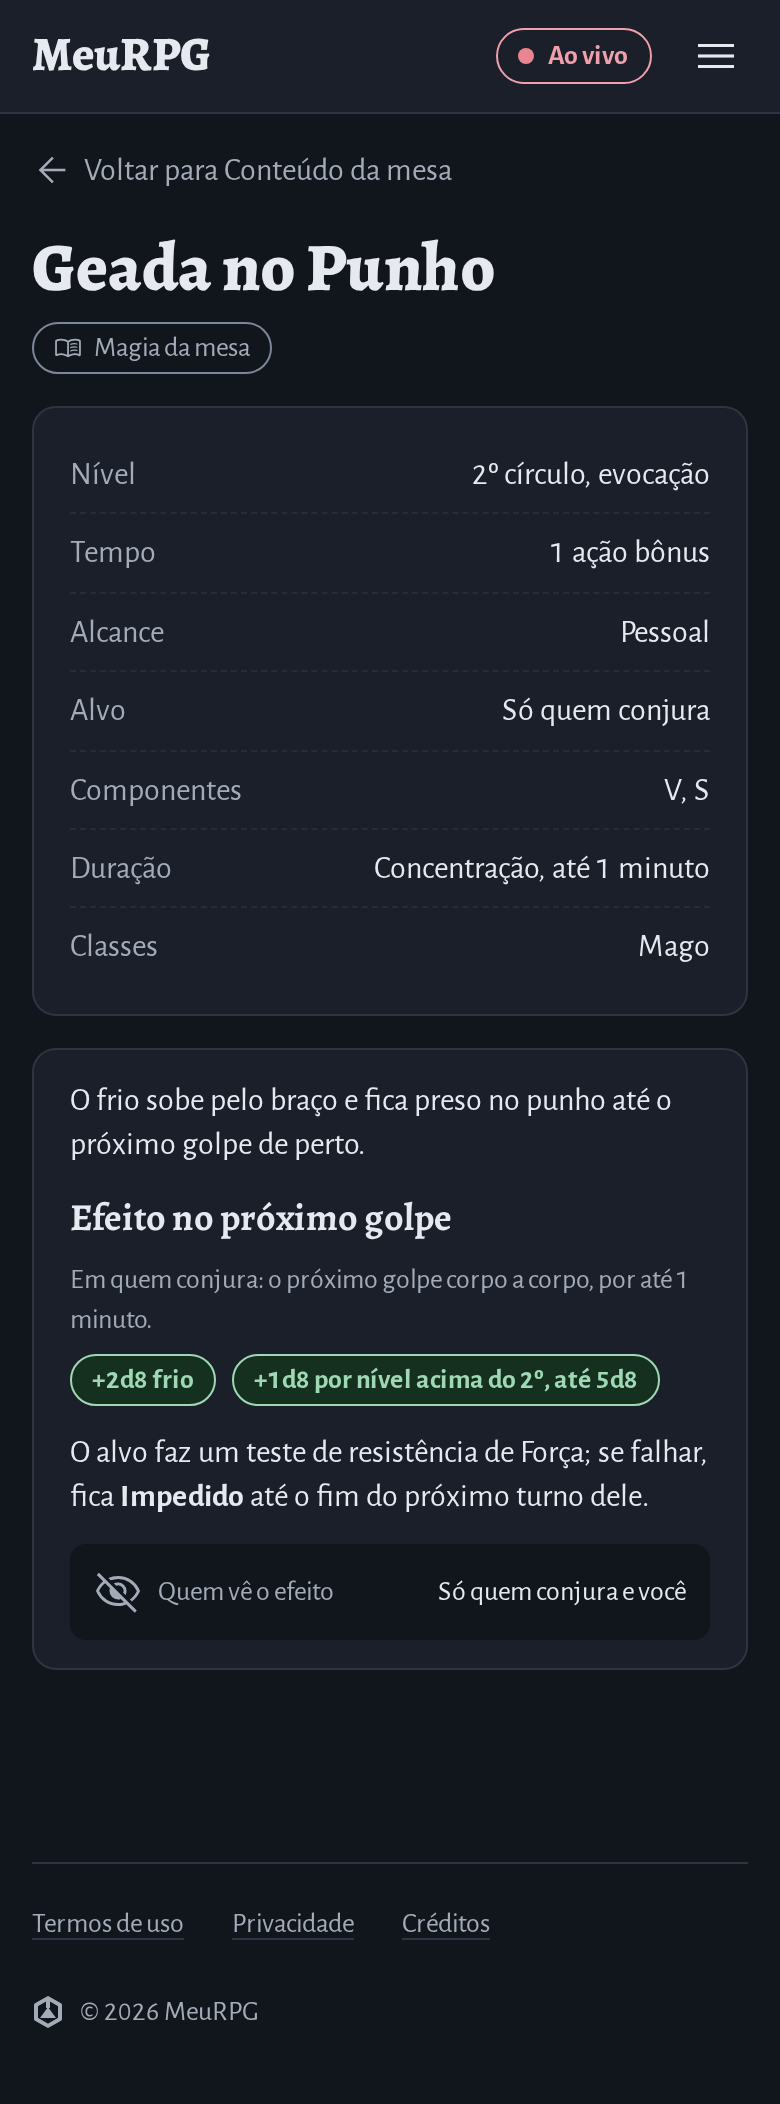 MeuRPG
Ao vivo
Voltar para Conteúdo da mesa
Geada no Punho
Magia da mesa
Nível 2º círculo, evocação
Tempo 1 ação bônus
Alcance Pessoal
Alvo Só quem conjura
Componentes V, S
Duração Concentração, até 1 minuto
Classes Mago
O frio sobe pelo braço e fica preso no punho até o
próximo golpe de perto.
Efeito no próximo golpe
Em quem conjura: o próximo golpe corpo a corpo, por até 1
minuto.
+2d8 frio +1d8 por nível acima do 2º, até 5d8
O alvo faz um teste de resistência de Força; se falhar,
fica Impedido até o fim do próximo turno dele.
Quem vê o efeito Só quem conjura e você
Termos de uso Privacidade Créditos
© 2026 MeuRPG